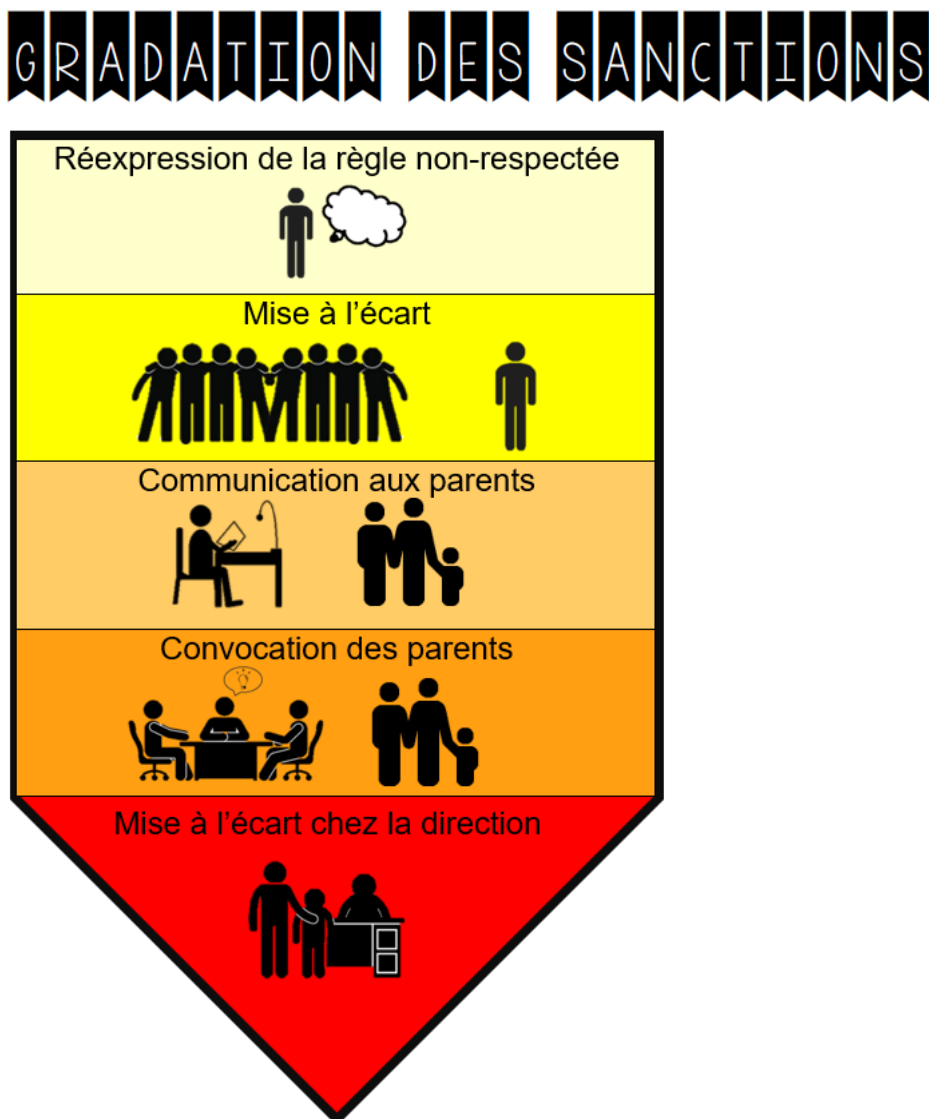 GRADATION DES SANCTIONS
Réexpression de la règle non-respectée
Mise à l'écart
Communication aux parents
Convocation des parents
Mise à l'écart chez la direction